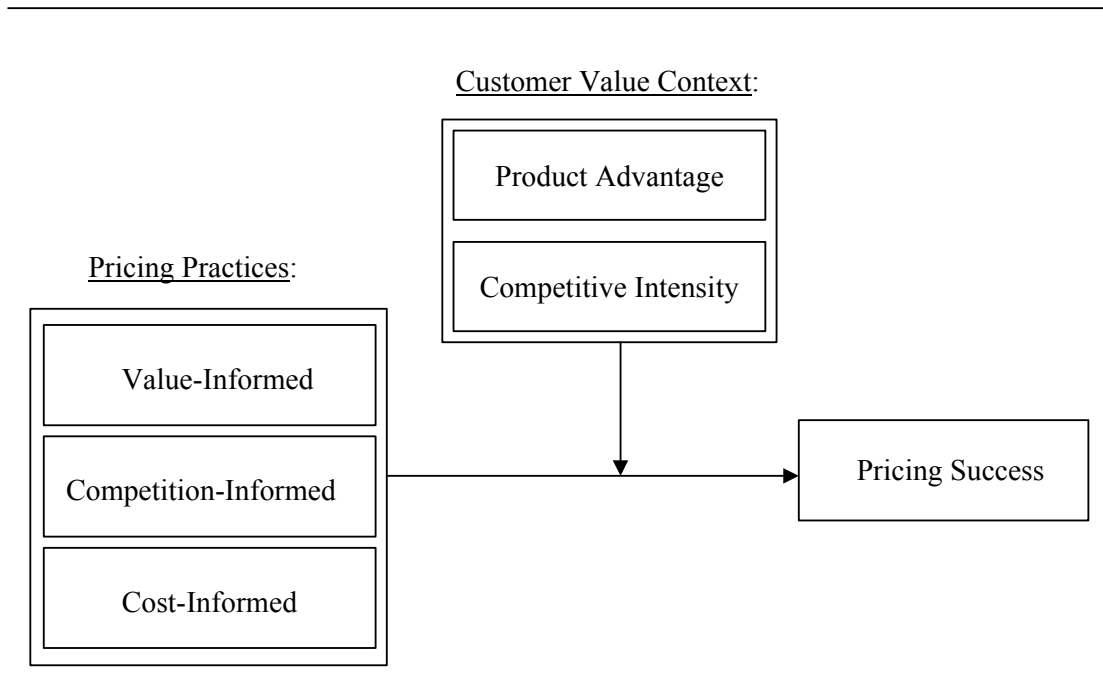 Customer Value Context:
Product Advantage
Competitive Intensity
Pricing Practices:
Value-Informed
Competition-Informed
Cost-Informed
Pricing Success